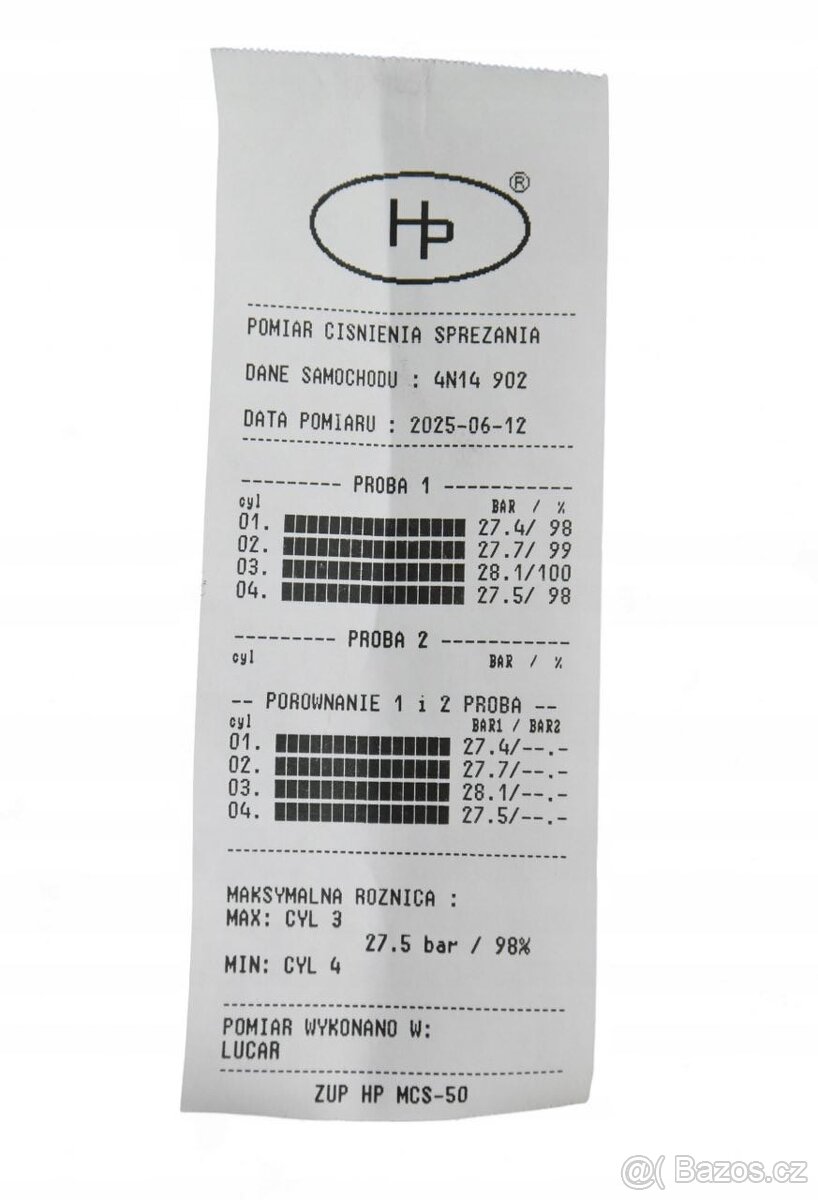 HP ®
POMIAR CISNIENIA SPREZANIA
DANE SAMOCHODU : 4N14 902
DATA POMIARU : 2025-06-12
--------- PROBA 1 -----------
cyl BAR / %
01. 27.4/ 98
02. 27.7/ 99
03. 28.1/100
04. 27.5/ 98
--------- PROBA 2 -----------
cyl BAR / %
-- POROWNANIE 1 i 2 PROBA --
cyl BAR1 / BAR2
01. 27.4/--.-
02. 27.7/--.-
03. 28.1/--.-
04. 27.5/--.-
MAKSYMALNA ROZNICA :
MAX: CYL 3
27.5 bar / 98%
MIN: CYL 4
POMIAR WYKONANO W:
LUCAR
ZUP HP MCS-50
@( Bazos.cz